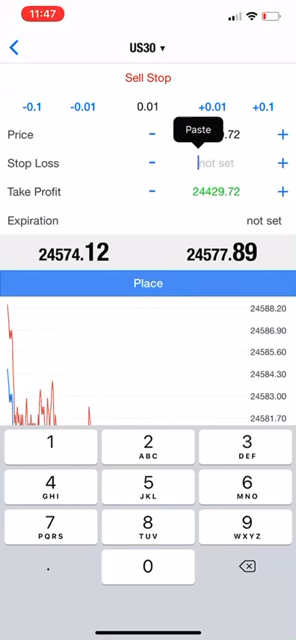 11:47
US30 ▾
Sell Stop
-0.1 -0.01 0.01 +0.01 +0.1
Paste
Price - .72 +
Stop Loss - not set +
Take Profit - 24429.72 +
Expiration not set
24574.12 24577.89
Place
24588.20
24586.90
24585.60
24584.30
24583.00
24581.70
1 2 3
ABC DEF
4 5 6
GHI JKL MNO
7 8 9
PQRS TUV WXYZ
. 0